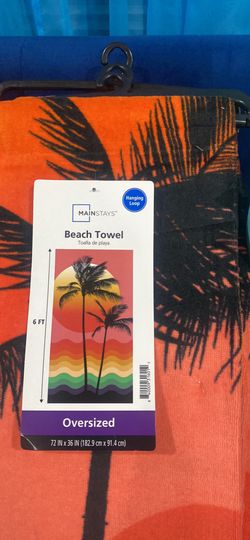 Hanging
Loop
MAINSTAYS™
Beach Towel
Toalla de playa
6 FT
Oversized
72 IN x 36 IN (182.9 cm x 91.4 cm)